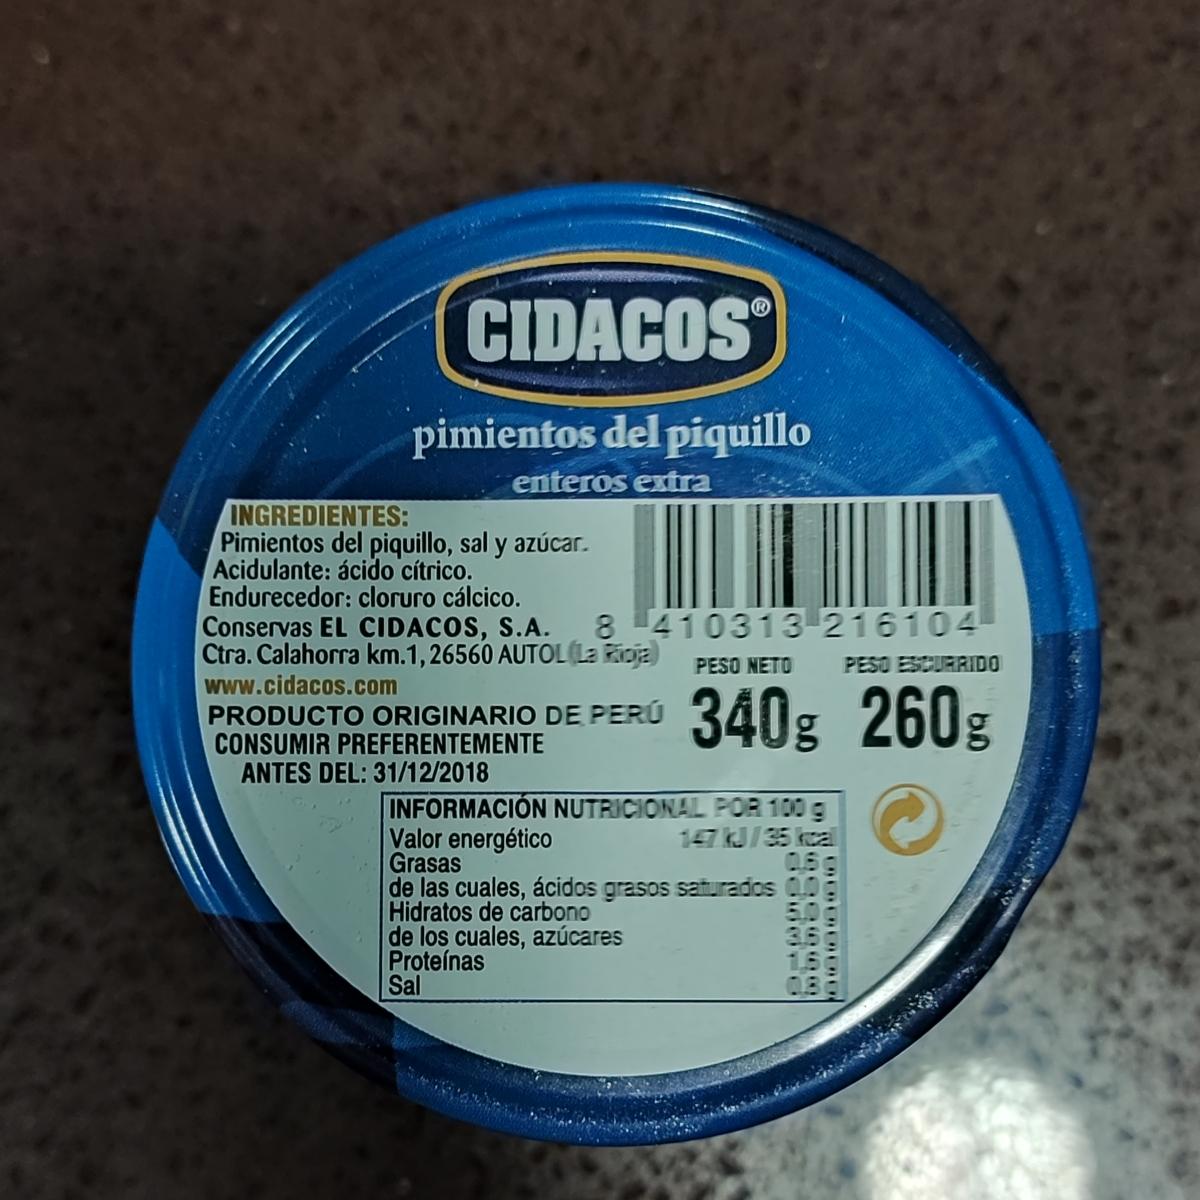 CIDACOS®
pimientos del piquillo
enteros extra
INGREDIENTES:
Pimientos del piquillo, sal y azúcar.
Acidulante: ácido cítrico.
Endurecedor: cloruro cálcico.
Conservas EL CIDACOS, S.A.
Ctra. Calahorra km.1, 26560 AUTOL (La Rioja)
www.cidacos.com
PRODUCTO ORIGINARIO DE PERÚ
CONSUMIR PREFERENTEMENTE
ANTES DEL: 31/12/2018
8 410313 216104
PESO NETO
340g
PESO ESCURRIDO
260g
INFORMACIÓN NUTRICIONAL POR 100 g
Valor energético 147 kJ / 35 kcal
Grasas 0,6 g
de las cuales, ácidos grasos saturados 0,0 g
Hidratos de carbono 5,0 g
de los cuales, azúcares 3,6 g
Proteínas 1,6 g
Sal 0,8 g